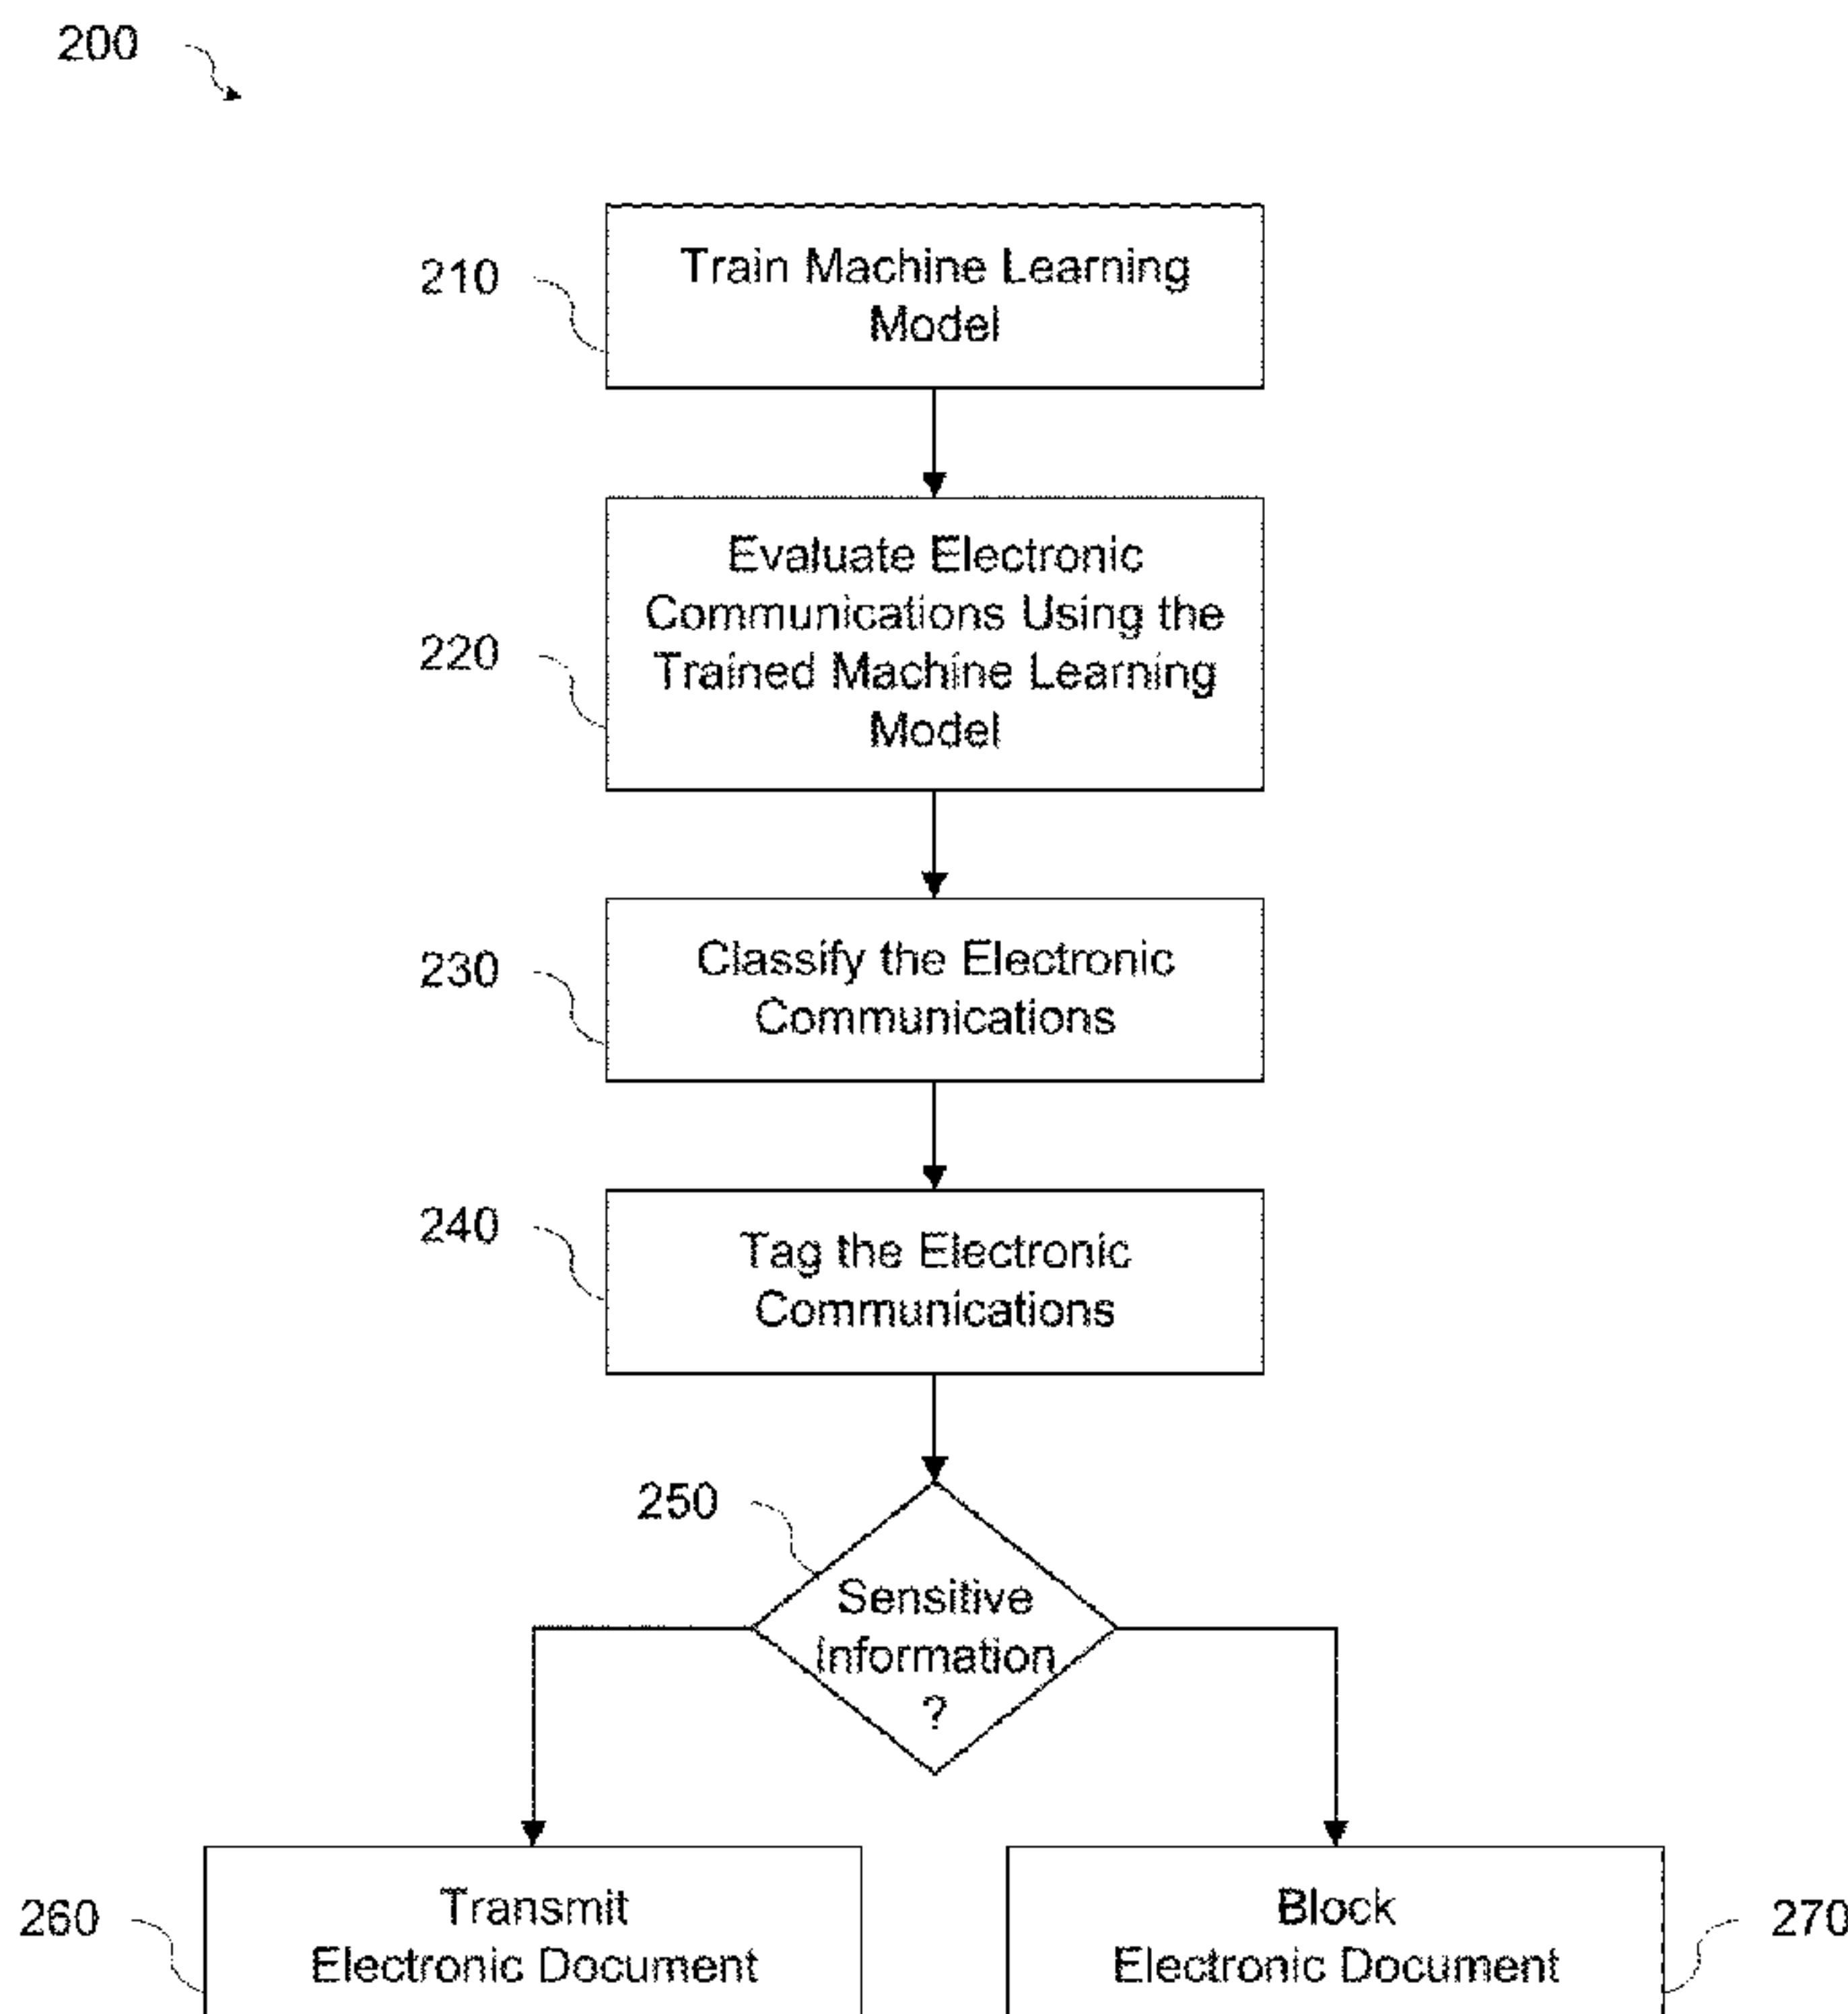 200
210
Train Machine Learning
Model
220
Evaluate Electronic
Communications Using the
Trained Machine Learning
Model
230
Classify the Electronic
Communications
240
Tag the Electronic
Communications
250
Sensitive
Information
?
260
Transmit
Electronic Document
Block
Electronic Document
270